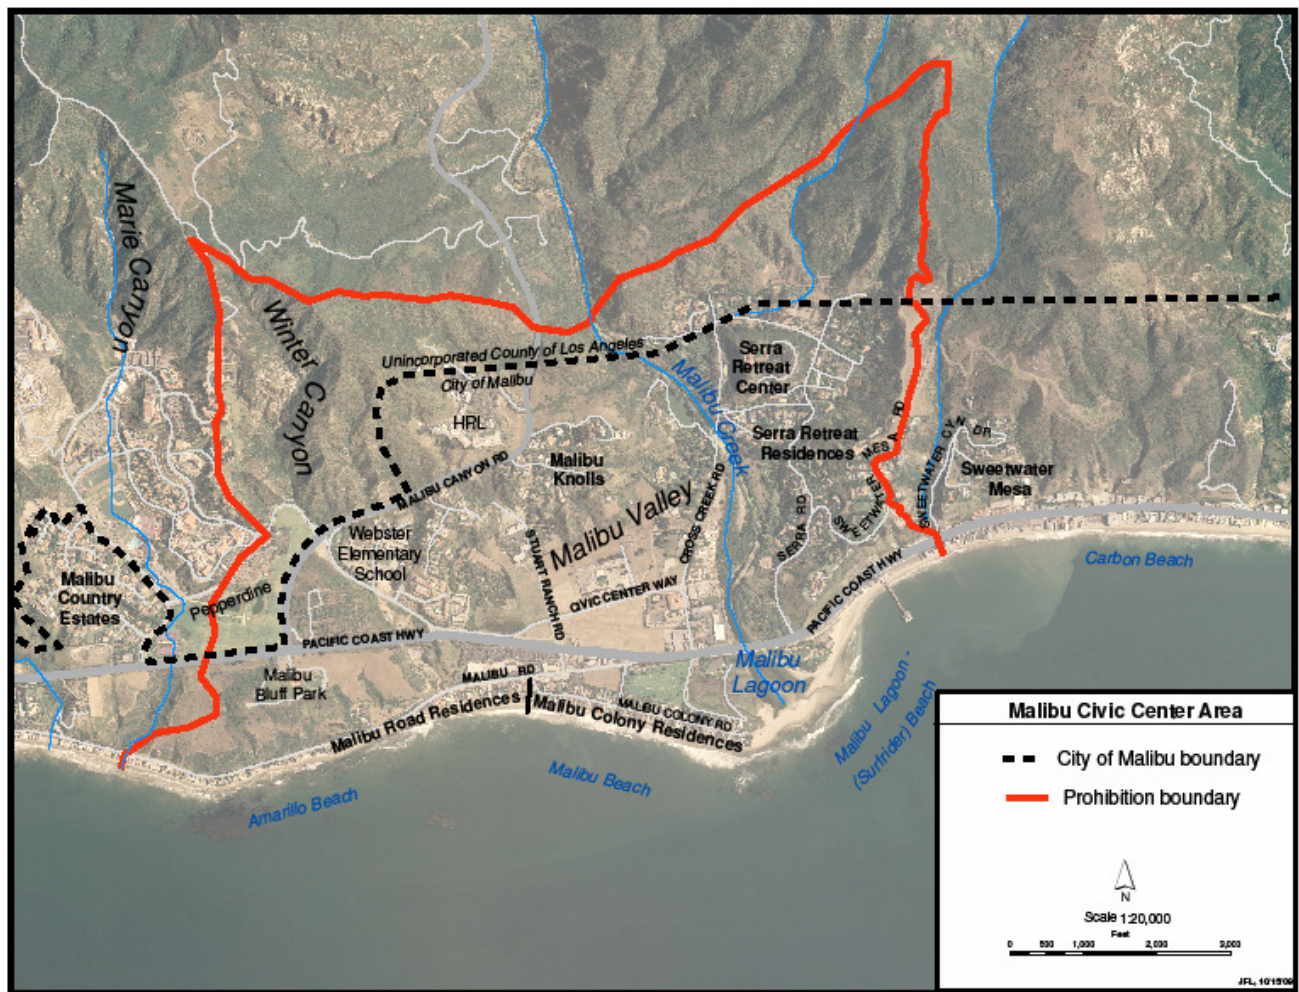 Marie Canyon
Winter Canyon
Unincorporated County of Los Angeles
City of Malibu
HRL
MALIBU CANYON RD
Malibu
Knolls
Malibu Creek
Serra
Retreat
Center
Serra Retreat
Residences
SWEETWATER MESA RD
SWEETWATER CYN DR
Sweetwater
Mesa
Malibu Valley
CROSS CREEK RD
SERRA RD
STUART RANCH RD
CIVIC CENTER WAY
Webster
Elementary
School
Malibu
Country
Estates
Pepperdine
PACIFIC COAST HWY
PACIFIC COAST HWY
Carbon Beach
Malibu
Bluff Park
MALIBU RD
Malibu Road Residences
Malibu Colony Residences
MALIBU COLONY RD
Malibu
Lagoon
Malibu Lagoon -
(Surfrider) Beach
Malibu Beach
Amarillo Beach
Malibu Civic Center Area
City of Malibu boundary
Prohibition boundary
N
Scale 1:20,000
Feet
0 500 1,000 2,000 3,000
JFL, 10/15/09